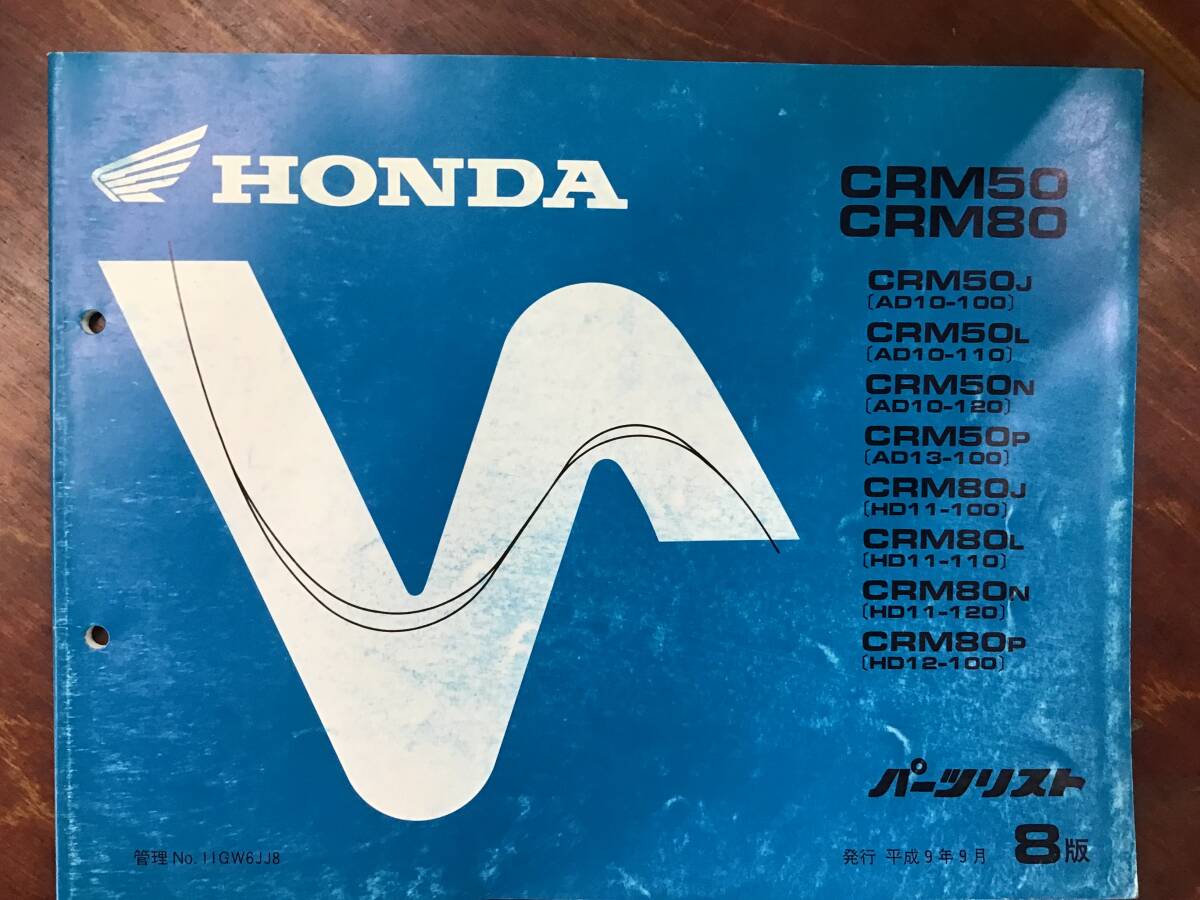 HONDA
CRM50
CRM80
CRM50J
(AD10-100)
CRM50L
(AD10-110)
CRM50N
(AD10-120)
CRM50P
(AD13-100)
CRM80J
(HD11-100)
CRM80L
(HD11-110)
CRM80N
(HD11-120)
CRM80P
(HD12-100)
パーツリスト
管理 No. 11GW6JJ8
発行 平成9年9月 8版